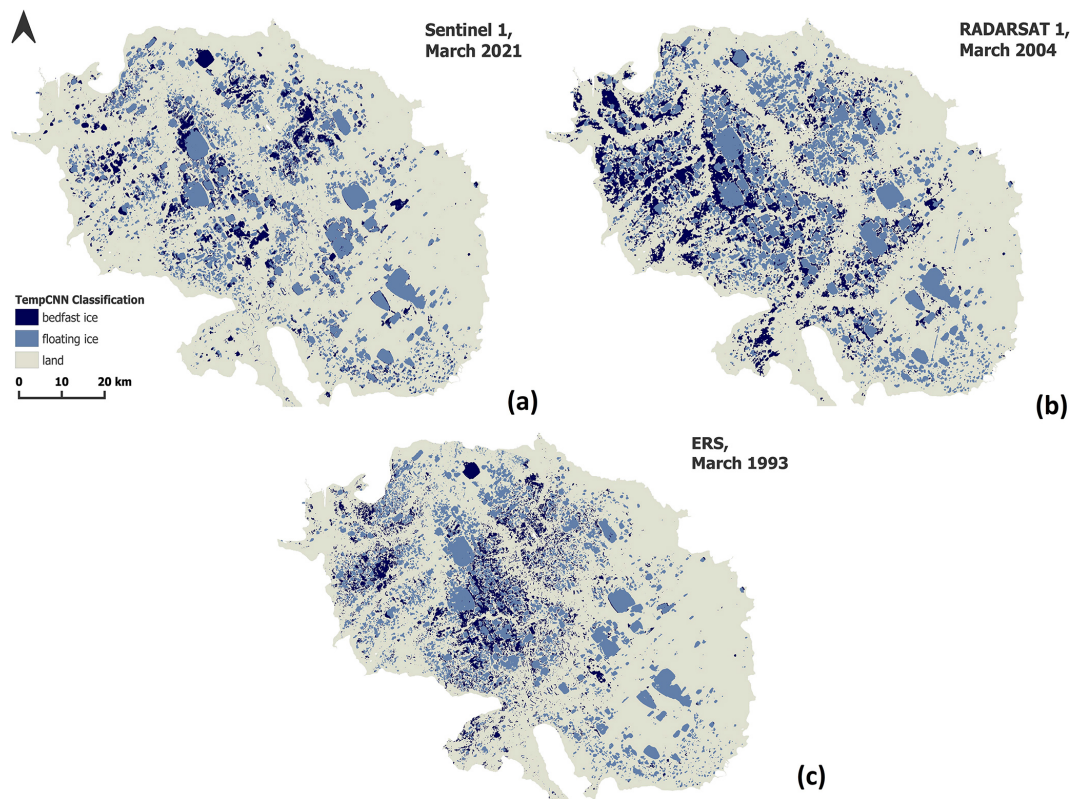 Sentinel 1,
March 2021
RADARSAT 1,
March 2004
TempCNN Classification
bedfast ice
floating ice
land
0 10 20 km
(a)
(b)
ERS,
March 1993
(c)